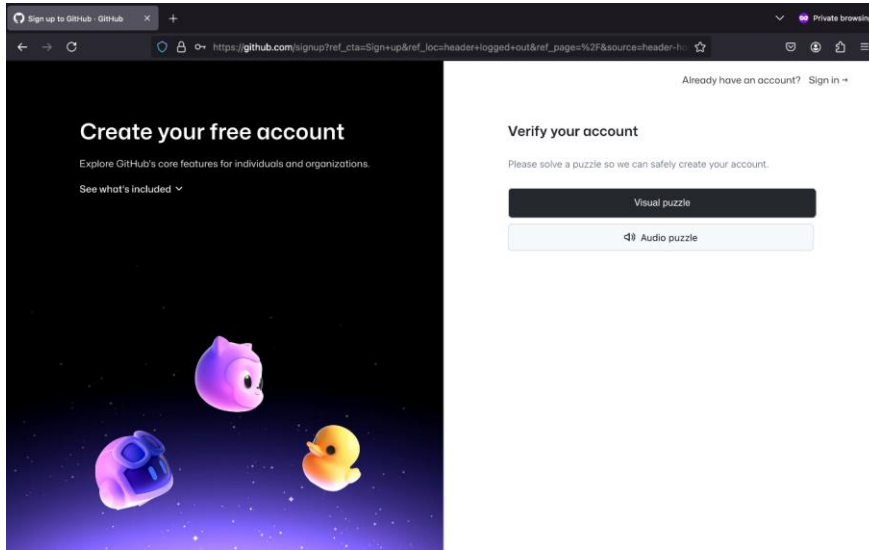 Sign up to GitHub · GitHub
Private browsing
https://github.com/signup?ref_cta=Sign+up&ref_loc=header+logged+out&ref_page=%2F&source=header-ho
Already have an account? Sign in →
Create your free account
Explore GitHub's core features for individuals and organizations.
See what's included
Verify your account
Please solve a puzzle so we can safely create your account.
Visual puzzle
Audio puzzle